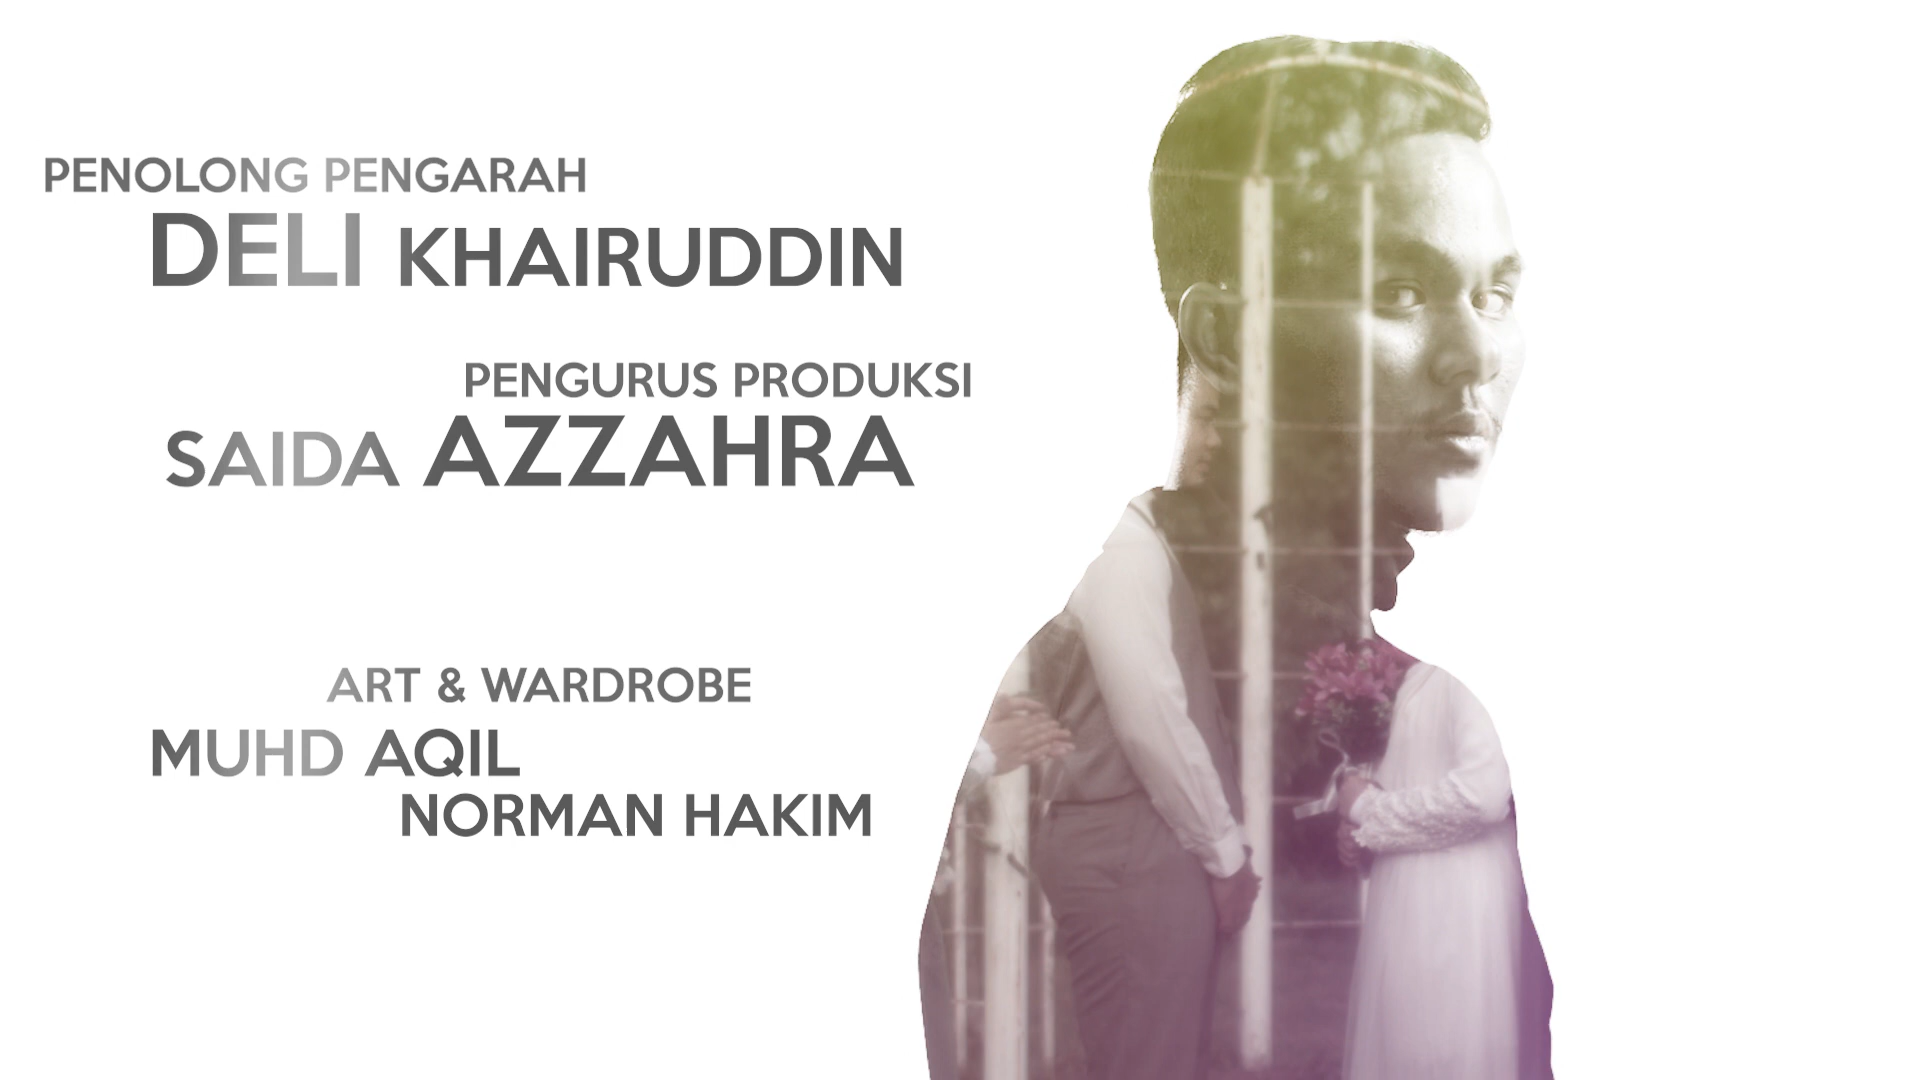 PENOLONG PENGARAH
DELI KHAIRUDDIN
PENGURUS PRODUKSI
SAIDA AZZAHRA
ART & WARDROBE
MUHD AQIL
NORMAN HAKIM